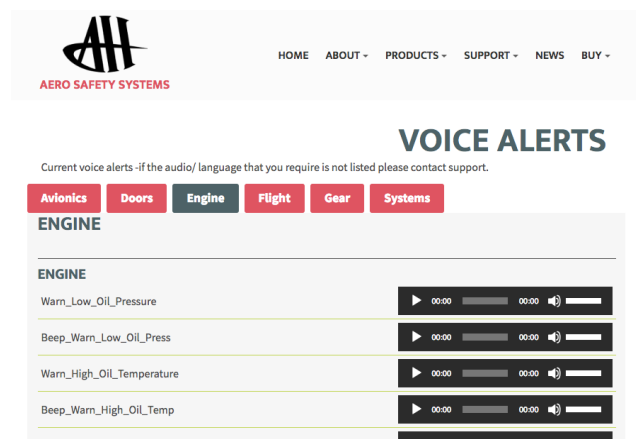 AH
AERO SAFETY SYSTEMS
HOME ABOUT PRODUCTS SUPPORT NEWS BUY
VOICE ALERTS
Current voice alerts -if the audio/ language that you require is not listed please contact support.
Avionics Doors Engine Flight Gear Systems
ENGINE
ENGINE
Warn_Low_Oil_Pressure 00:00 00:00
Beep_Warn_Low_Oil_Press 00:00 00:00
Warn_High_Oil_Temperature 00:00 00:00
Beep_Warn_High_Oil_Temp 00:00 00:00